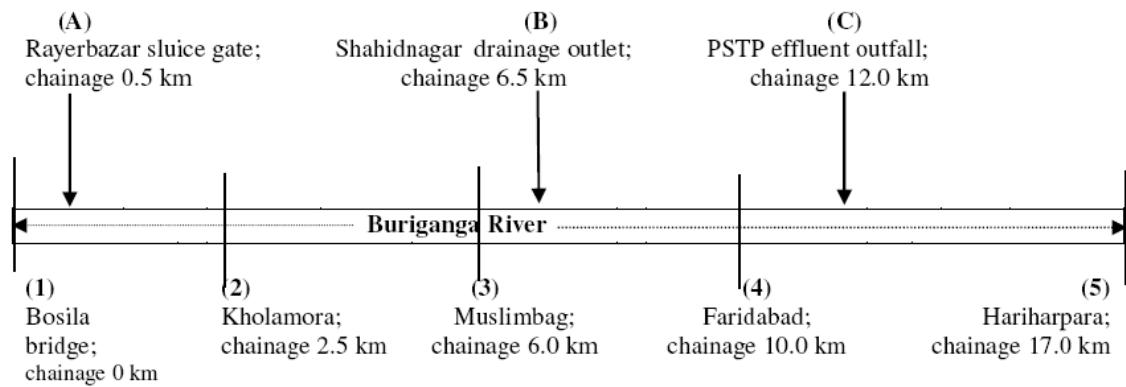 (A)
Rayerbazar sluice gate;
chainage 0.5 km
(B)
Shahidnagar drainage outlet;
chainage 6.5 km
(C)
PSTP effluent outfall;
chainage 12.0 km
Buriganga River
(1)
Bosila
bridge;
chainage 0 km
(2)
Kholamora;
chainage 2.5 km
(3)
Muslimbag;
chainage 6.0 km
(4)
Faridabad;
chainage 10.0 km
(5)
Hariharpara;
chainage 17.0 km